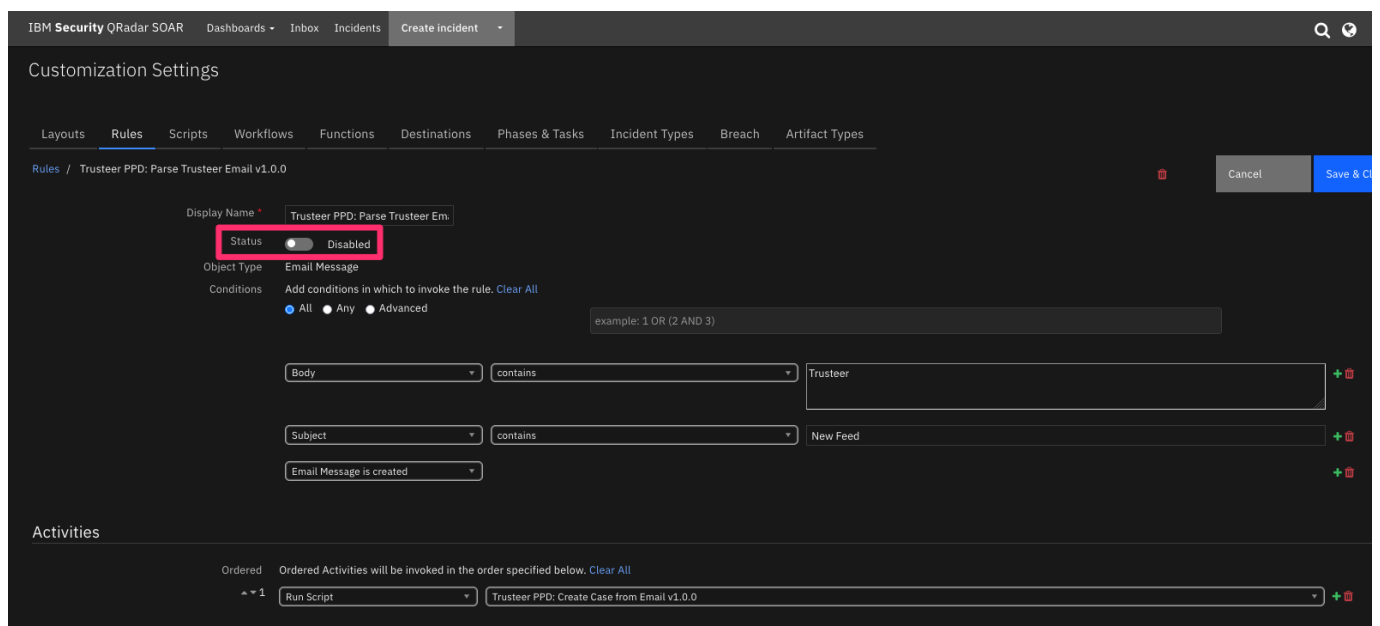 IBM Security QRadar SOAR Dashboards Inbox Incidents Create incident
Customization Settings
Layouts Rules Scripts Workflows Functions Destinations Phases & Tasks Incident Types Breach Artifact Types
Rules / Trusteer PPD: Parse Trusteer Email v1.0.0 Cancel Save & Cl
Display Name * Trusteer PPD: Parse Trusteer Em
Status Disabled
Object Type Email Message
Conditions Add conditions in which to invoke the rule. Clear All
All Any Advanced
example: 1 OR (2 AND 3)
Body contains Trusteer
Subject contains New Feed
Email Message is created
Activities
Ordered Ordered Activities will be invoked in the order specified below. Clear All
1 Run Script Trusteer PPD: Create Case from Email v1.0.0